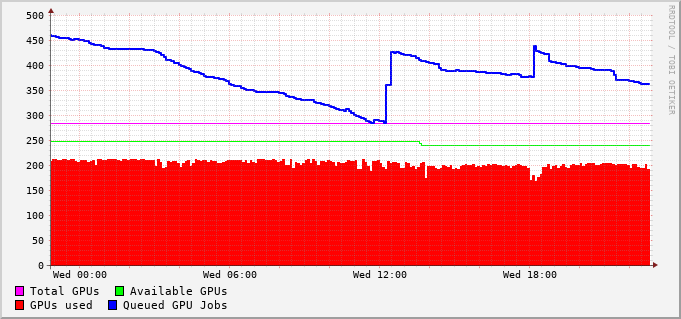 500
450
400
350
300
250
200
150
100
50
0
Wed 00:00 Wed 06:00 Wed 12:00 Wed 18:00
Total GPUs Available GPUs
GPUs used Queued GPU Jobs
RRDTOOL / TOBI OETIKER